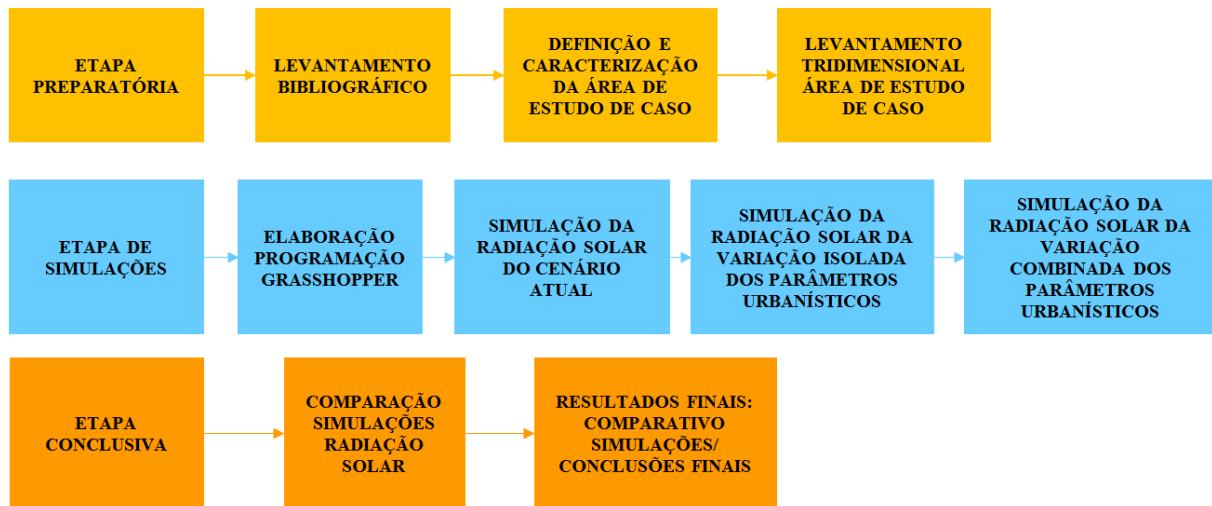 ETAPA
PREPARATÓRIA
LEVANTAMENTO
BIBLIOGRÁFICO
DEFINIÇÃO E
CARACTERIZAÇÃO
DA ÁREA DE
ESTUDO DE CASO
LEVANTAMENTO
TRIDIMENSIONAL
ÁREA DE ESTUDO
DE CASO
ETAPA DE
SIMULAÇÕES
ELABORAÇÃO
PROGRAMAÇÃO
GRASSHOPPER
SIMULAÇÃO DA
RADIAÇÃO SOLAR
DO CENÁRIO
ATUAL
SIMULAÇÃO DA
RADIAÇÃO SOLAR DA
VARIAÇÃO ISOLADA
DOS PARÂMETROS
URBANÍSTICOS
SIMULAÇÃO DA
RADIAÇÃO SOLAR DA
VARIAÇÃO
COMBINADA DOS
PARÂMETROS
URBANÍSTICOS
ETAPA
CONCLUSIVA
COMPARAÇÃO
SIMULAÇÕES
RADIAÇÃO
SOLAR
RESULTADOS FINAIS:
COMPARATIVO
SIMULAÇÕES/
CONCLUSÕES FINAIS